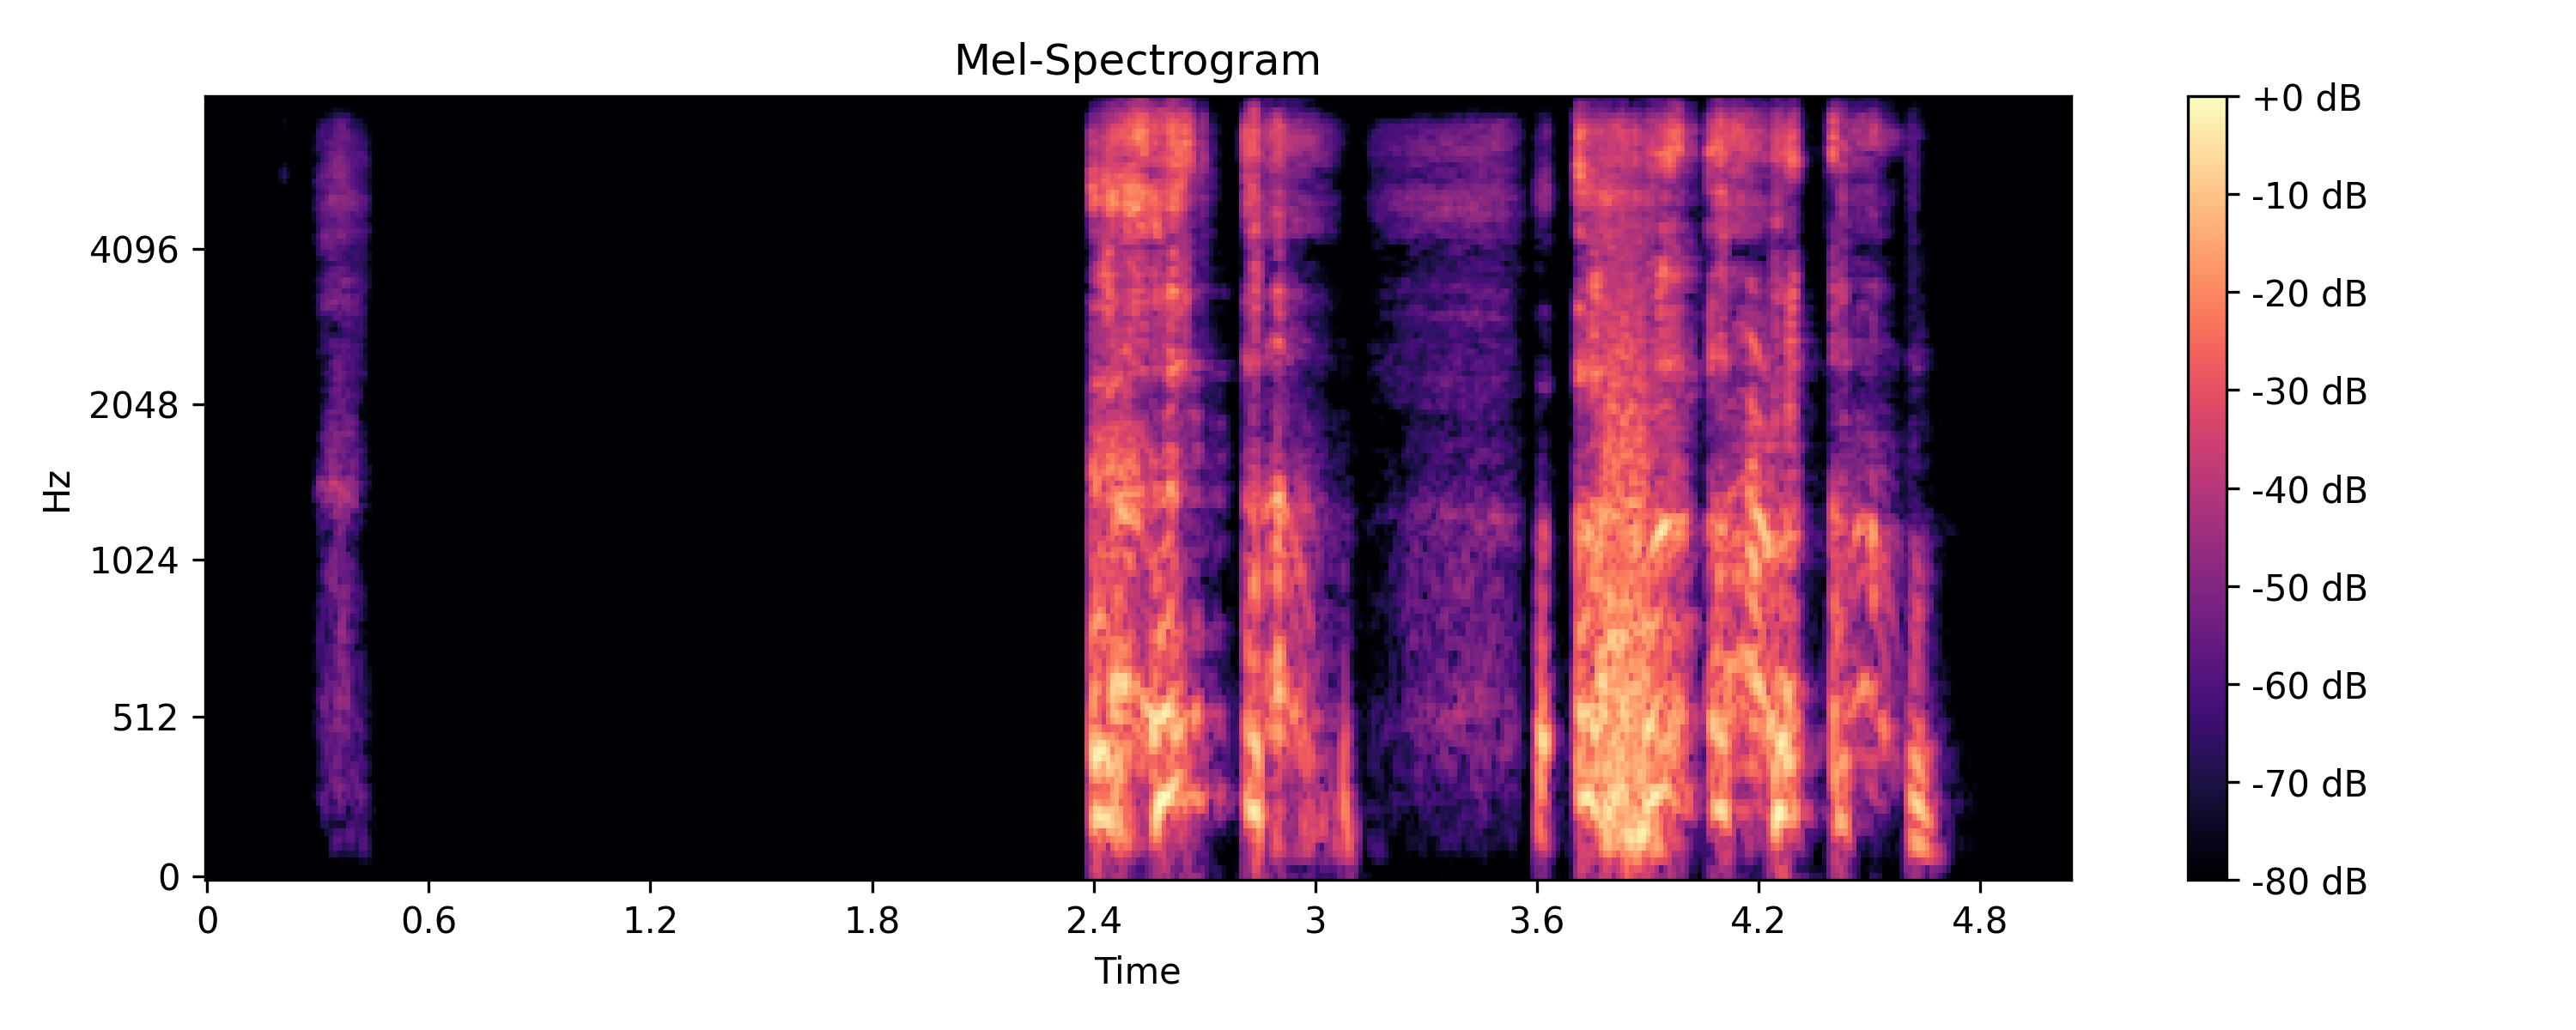 Mel-Spectrogram
+0 dB
-10 dB
-20 dB
-30 dB
-40 dB
-50 dB
-60 dB
-70 dB
-80 dB
Hz
4096
2048
1024
512
0
0 0.6 1.2 1.8 2.4 3 3.6 4.2 4.8
Time